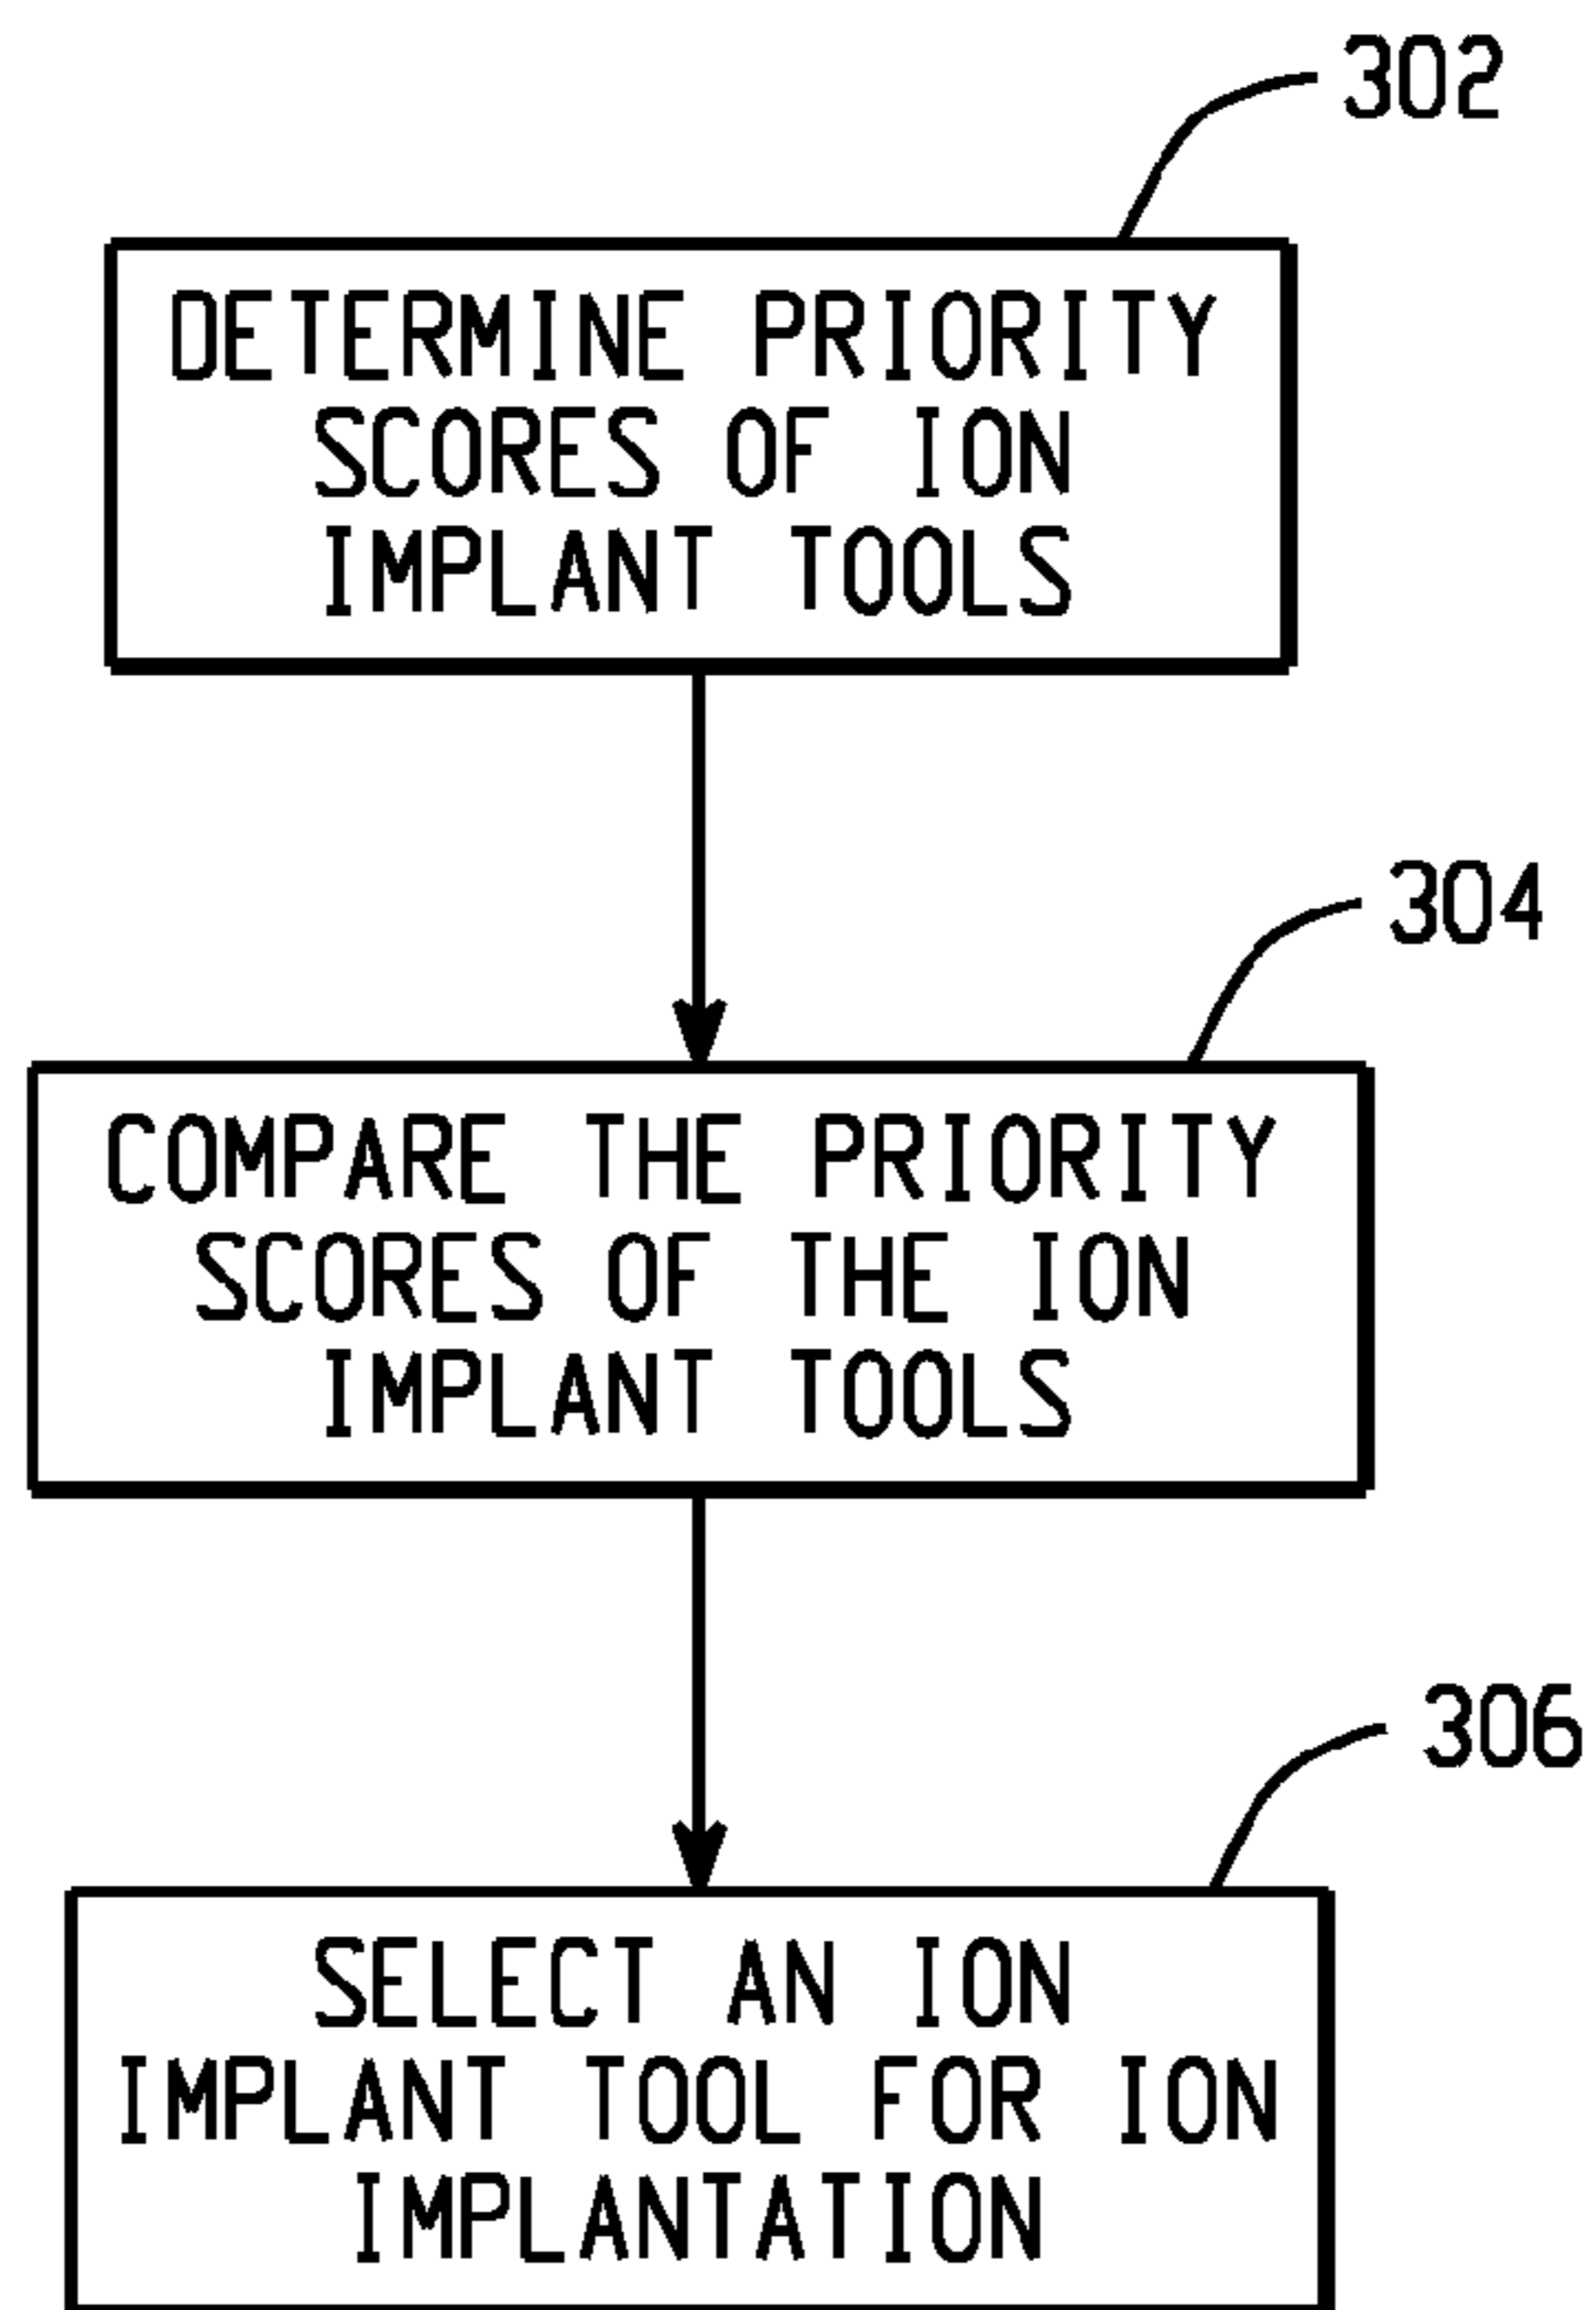 302
DETERMINE PRIORITY
SCORES OF ION
IMPLANT TOOLS
304
COMPARE THE PRIORITY
SCORES OF THE ION
IMPLANT TOOLS
306
SELECT AN ION
IMPLANT TOOL FOR ION
IMPLANTATION